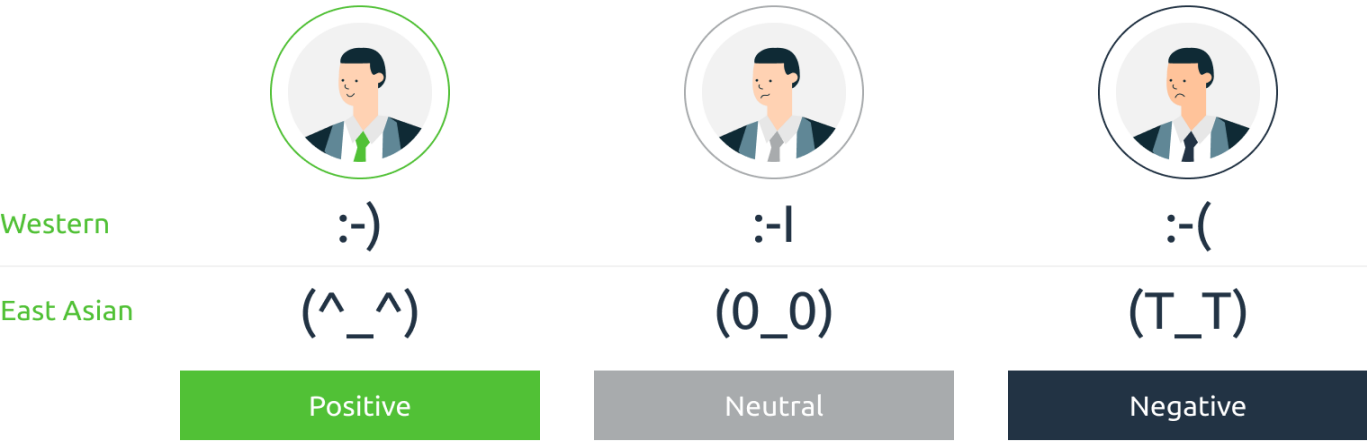 Western :-) :-| :-(
East Asian (^_^) (0_0) (T_T)
Positive Neutral Negative